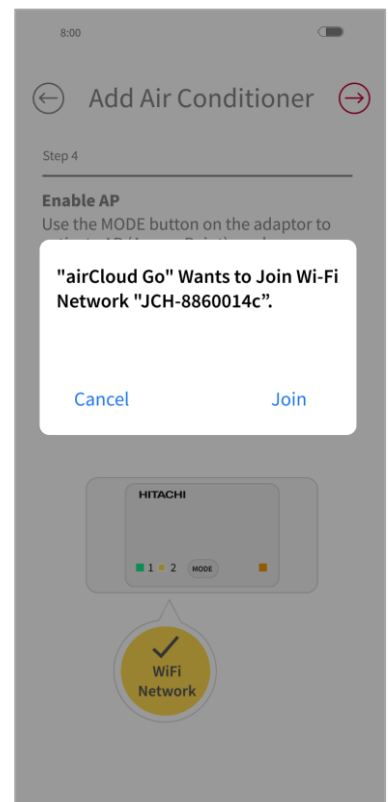 8:00
Add Air Conditioner
Step 4
Enable AP
Use the MODE button on the adaptor to
"airCloud Go" Wants to Join Wi-Fi
Network "JCH-8860014c”.
Cancel Join
HITACHI
1 2 MODE
WiFi
Network